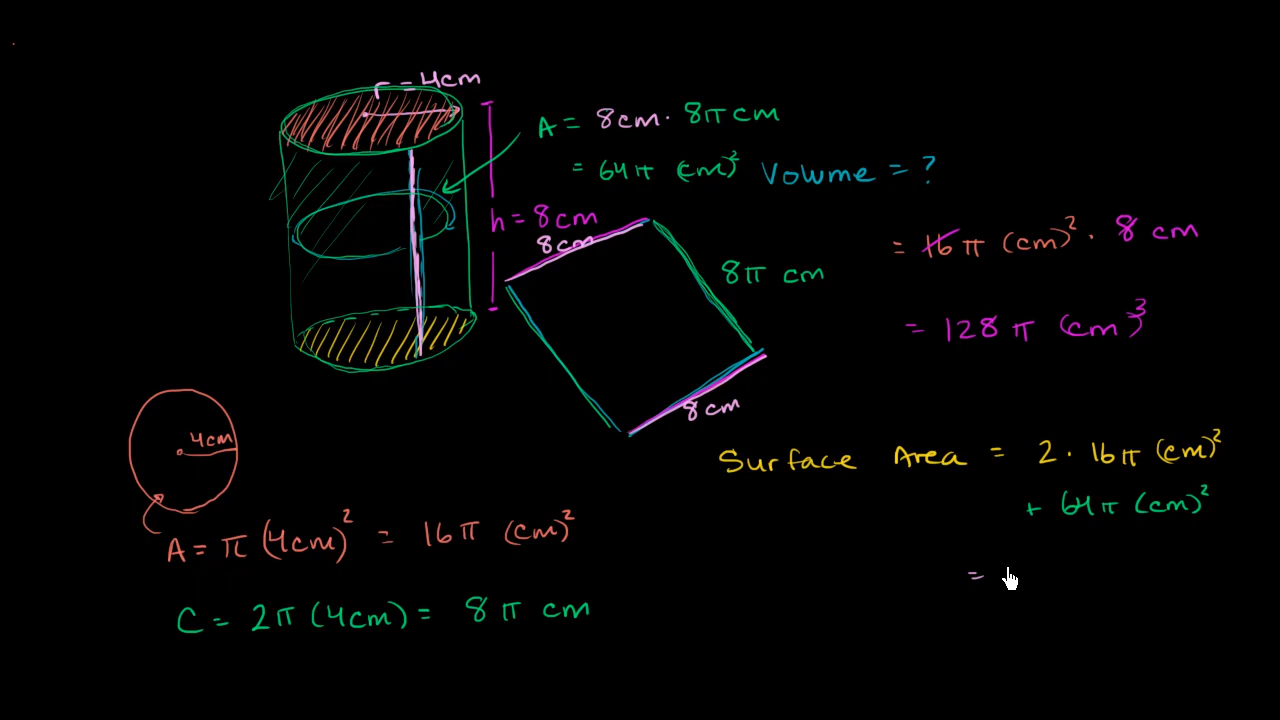 r = 4cm
A = 8cm · 8π cm
= 64π (cm)² Volume = ?
h = 8cm
8cm
8π cm
8cm
= 16π (cm)² · 8 cm
= 128π (cm)³
4cm
Surface Area = 2 · 16π (cm)²
+ 64π (cm)²
=
A = π (4cm)² = 16π (cm)²
C = 2π (4cm) = 8π cm